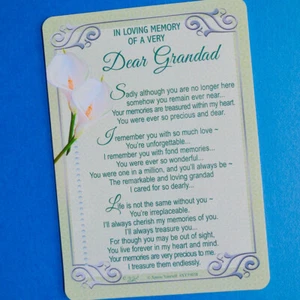 IN LOVING MEMORY
OF A VERY
Dear Grandad
Sadly although you are no longer here
somehow you remain ever near...
Your memories are treasured within my heart,
You were ever so precious and dear.
I remember you with so much love ~
You're unforgettable...
I remember you with fond memories...
You were ever so wonderful...
You were one in a million, and you'll always be ~
The remarkable and loving grandad
I cared for so dearly...
Life is not the same without you ~
You're irreplaceable.
I'll always cherish my memories of you.
I'll always treasure you...
For though you may be out of sight,
You live forever in my heart and mind.
Your memories are very precious to me...
I treasure them endlessly.